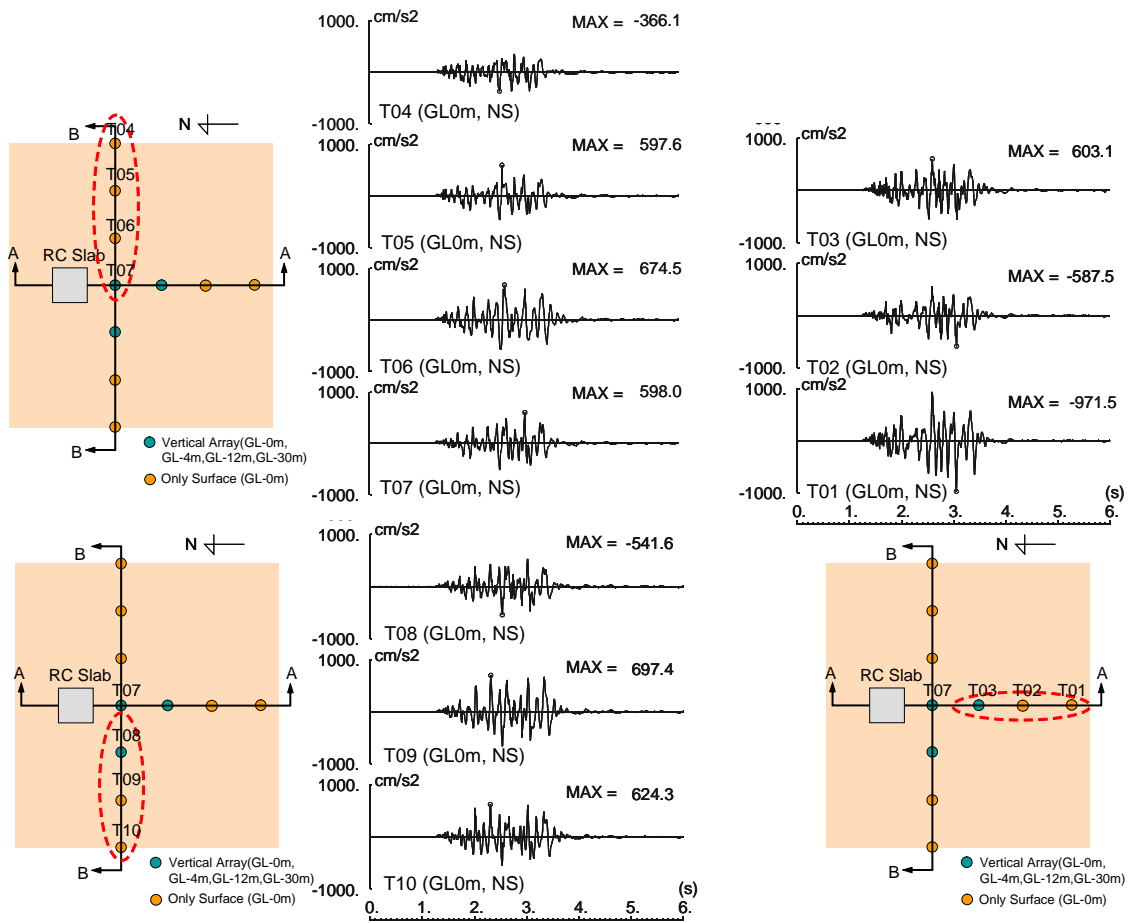 cm/s2
1000.
MAX = -366.1
T04 (GL0m, NS)
-1000.
cm/s2
1000.
MAX = 597.6
T05 (GL0m, NS)
-1000.
cm/s2
1000.
MAX = 674.5
T06 (GL0m, NS)
-1000.
cm/s2
1000.
MAX = 598.0
T07 (GL0m, NS)
-1000.
B
N
T04
T05
T06
A
RC Slab
T07
A
B
Vertical Array(GL-0m,
GL-4m,GL-12m,GL-30m)
Only Surface (GL-0m)
1000.
cm/s2
MAX = 603.1
-1000.
T03 (GL0m, NS)
cm/s2
1000.
MAX = -587.5
-1000.
T02 (GL0m, NS)
1000.
cm/s2
MAX = -971.5
-1000.
T01 (GL0m, NS)
(s)
0. 1. 2. 3. 4. 5. 6.
B
N
A
RC Slab
T07
A
T08
T09
T10
B
Vertical Array(GL-0m,
GL-4m,GL-12m,GL-30m)
Only Surface (GL-0m)
cm/s2
1000.
MAX = -541.6
-1000.
T08 (GL0m, NS)
cm/s2
1000.
MAX = 697.4
-1000.
T09 (GL0m, NS)
cm/s2
1000.
MAX = 624.3
-1000.
T10 (GL0m, NS)
(s)
0. 1. 2. 3. 4. 5. 6.
N
B
A
RC Slab
T07 T03 T02 T01
A
B
Vertical Array(GL-0m,
GL-4m,GL-12m,GL-30m)
Only Surface (GL-0m)